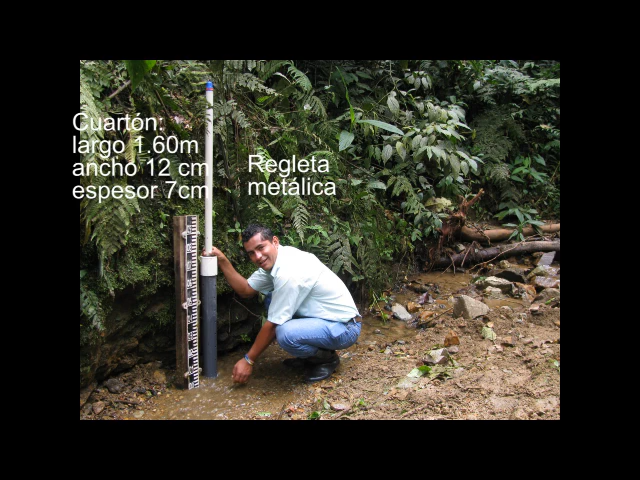 Cuartón:
largo 1.60m
ancho 12 cm
espesor 7cm
Regleta
metálica